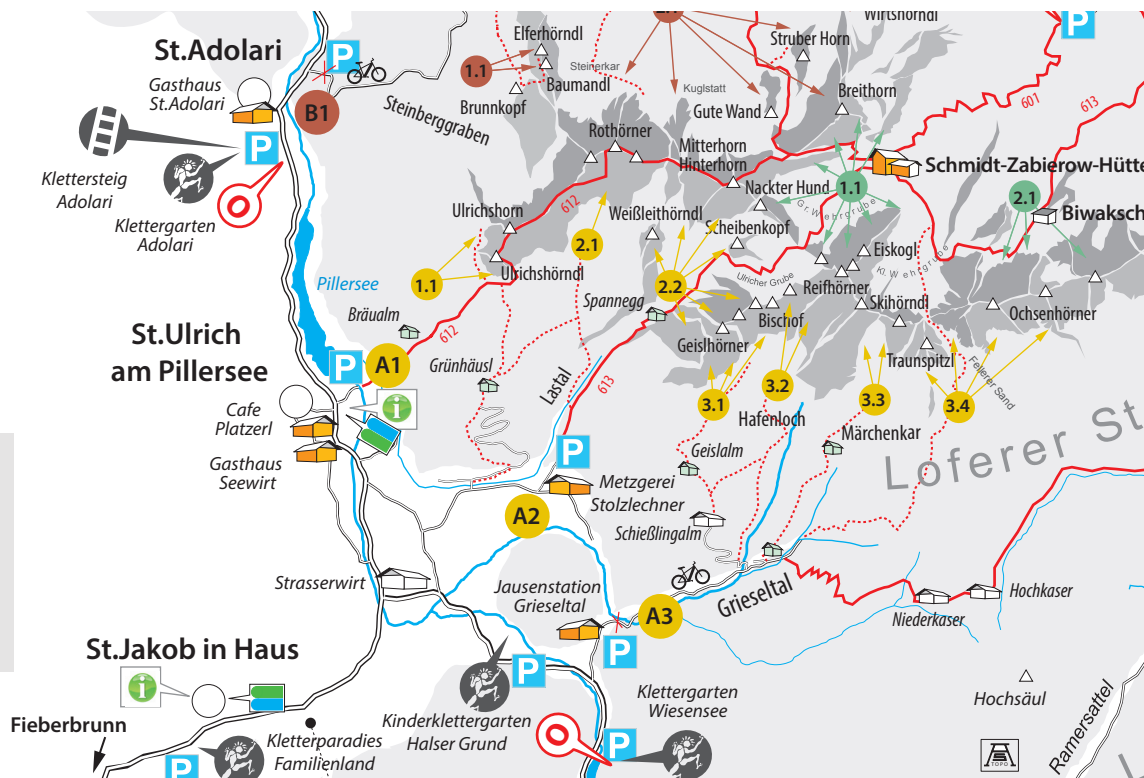 St.Adolari
Gasthaus
St.Adolari
P
B1
Steinberggraben
P
Klettersteig
Adolari
Klettergarten
Adolari
Elferhörndl
Baumandl
1.1
Brunnkopf
Steinerkar
Kuglstatt
Struber Horn
Wirtshörndl
P
Breithorn
Gute Wand
601
613
Rothörner
Mitterhorn
Hinterhorn
Nackter Hund
1.1
Gr. Wehrgrube
Schmidt-Zabierow-Hütte
2.1
Biwaksch
Ulrichshorn
612
Weißleithörndl
2.1
Scheibenkopf
Eiskogl
Kl. Wehrgrube
Ulrichshörndl
1.1
Pillersee
Bräualm
612
Spannegg
2.2
Ulricher Grube
Reifhörner
Skihörndl
Bischof
Geislhörner
Ochsenhörner
Traunspitzl
Fellerer Sand
St.Ulrich
am Pillersee
P
A1
Grünhäusl
Lastal
613
3.1
3.2
3.3
3.4
Hafenloch
Märchenkar
Loferer St
Cafe
Platzerl
i
Gasthaus
Seewirt
P
Geislalm
Metzgerei
Stolzlechner
A2
Schießlingalm
Strasserwirt
Jausenstation
Grieseltal
A3
Grieseltal
Niederkaser
Hochkaser
P
St.Jakob in Haus
i
Fieberbrunn
P
Kletterparadies
Familienland
P
Kinderklettergarten
Halser Grund
Klettergarten
Wiesensee
P
Hochsäul
Ramersattel
TOPO